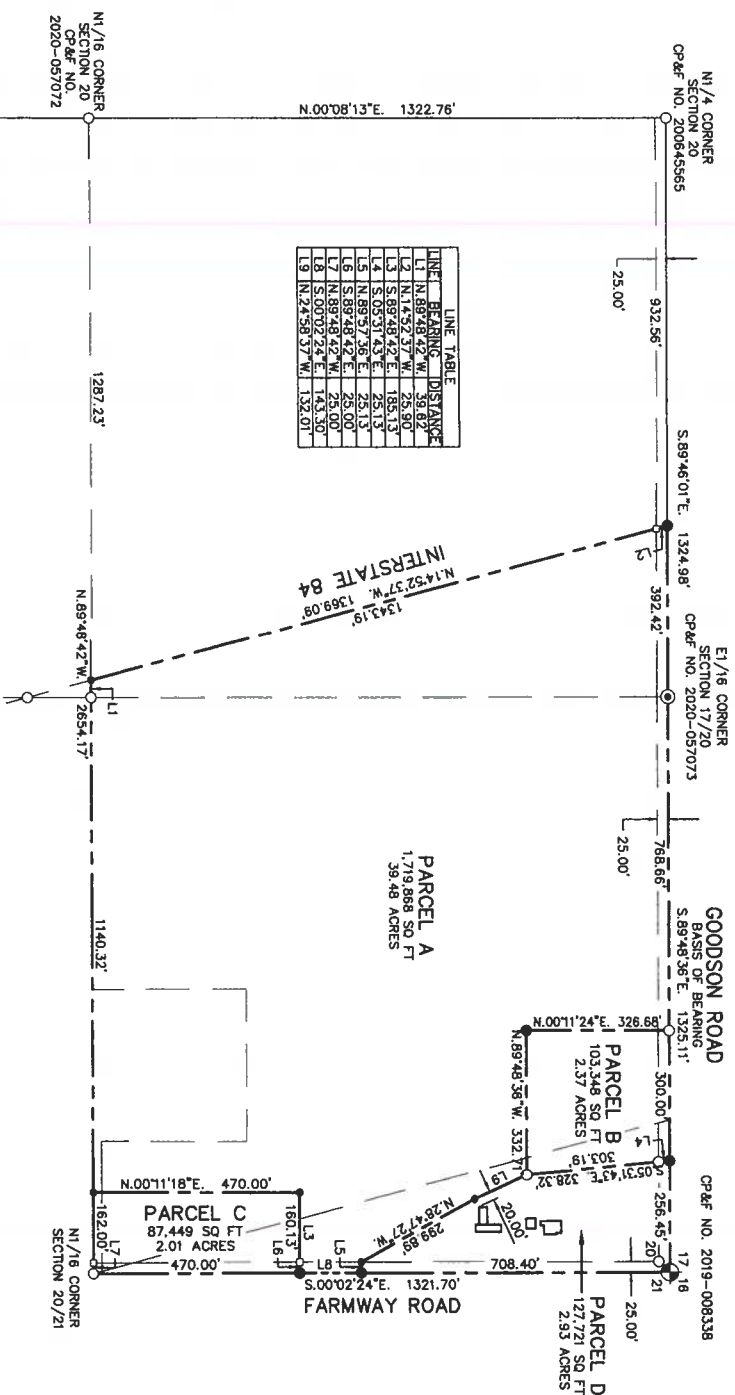 N1/4 CORNER
SECTION 20
CP&F NO. 200645565
N1/16 CORNER
SECTION 20
CP&F NO.
2020-057072
N.00°08'13"E. 1322.76'
25.00'
932.56'
S.89°46'01"E. 1324.98'
392.42'
L2
E1/16 CORNER
SECTION 17/20
CP&F NO. 2020-057073
768.66'
25.00'
GOODSON ROAD
BASIS OF BEARING
S.89°48'36"E. 1325.11'
300.00'
L4
256.45'
CP&F NO. 2019-008338
17 16
20 21
25.00'
LINE TABLE
LINE BEARING DISTANCE
L1 N.89°48'42"W. 39.62'
L2 N.14°52'37"W. 25.90'
L3 S.89°48'42"E. 185.13'
L4 S.05°31'43"E. 25.13'
L5 N.89°57'36"E. 25.13'
L6 S.89°48'42"E. 25.00'
L7 N.89°48'42"W. 25.00'
L8 S.00°02'24"E. 143.30'
L9 N.24°58'37"W. 132.01'
INTERSTATE 84
N.14°52'37"W. 1369.09'
1343.19'
PARCEL A
1,719,868 SQ FT
39.48 ACRES
N.00°11'24"E. 326.68'
PARCEL B
103,348 SQ FT
2.37 ACRES
N.89°48'38"W. 332.71'
503.19'
S.05°31'43"E. 328.32'
L9
20.00'
N.28°47'27"W.
299.89'
PARCEL D
127,721 SQ FT
2.93 ACRES
1287.23'
L1
N.89°48'42"W. 2654.17'
1140.32'
N.00°11'18"E. 470.00'
PARCEL C
87,449 SQ FT
2.01 ACRES
162.00'
L7
160.13'
L3
L6
470.00'
L8
L5
708.40'
S.00°02'24"E. 1321.70'
FARMWAY ROAD
N1/16 CORNER
SECTION 20/21